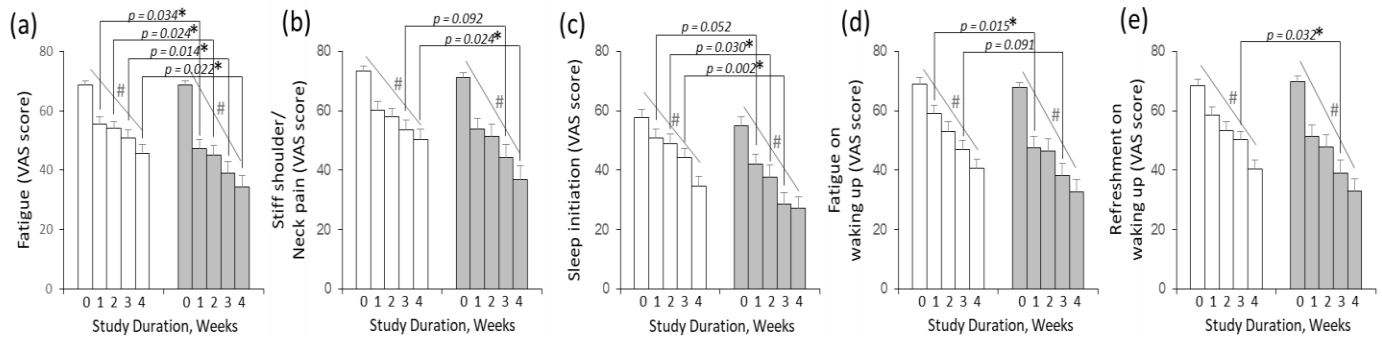 (a)
p = 0.034*
p = 0.024*
p = 0.014*
p = 0.022*
80
60
40
20
0
Fatigue (VAS score)
#
#
0 1 2 3 4 0 1 2 3 4
Study Duration, Weeks
(b)
p = 0.092
p = 0.024*
80
60
40
20
0
Stiff shoulder/
Neck pain (VAS score)
#
#
0 1 2 3 4 0 1 2 3 4
Study Duration, Weeks
(c)
p = 0.052
p = 0.030*
p = 0.002*
80
60
40
20
0
Sleep initiation (VAS score)
#
#
0 1 2 3 4 0 1 2 3 4
Study Duration, Weeks
(d)
p = 0.015*
p = 0.091
80
60
40
20
0
Fatigue on
waking up (VAS score)
#
#
0 1 2 3 4 0 1 2 3 4
Study Duration, Weeks
(e)
p = 0.032*
80
60
40
20
0
Refreshment on
waking up (VAS score)
#
#
0 1 2 3 4 0 1 2 3 4
Study Duration, Weeks